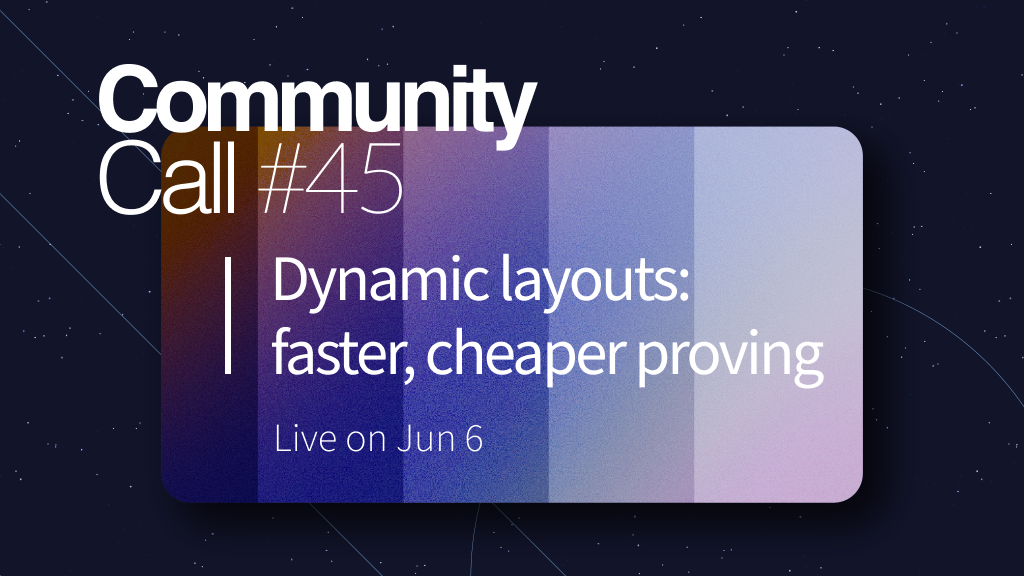 Community
Call #45
Dynamic layouts:
faster, cheaper proving
Live on Jun 6